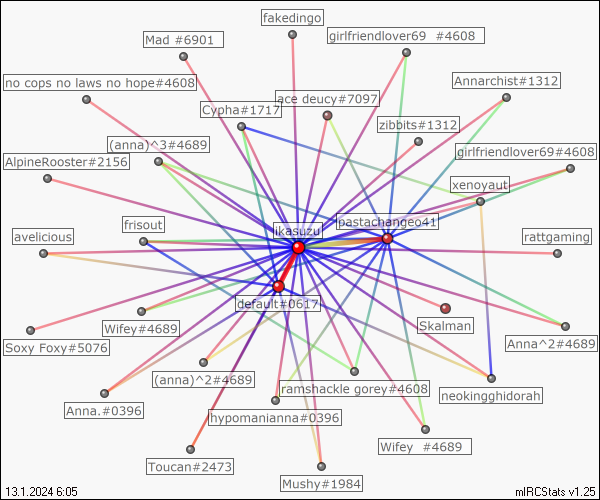 fakedingo
Mad #6901
girlfriendlover69 #4608
no cops no laws no hope#4608
Annarchist#1312
ace deucy#7097
Cypha#1717
zibbits#1312
(anna)^3#4689
girlfriendlover69#4608
AlpineRooster#2156
xenoyaut
frisout
pastachangeo41
ikasuzu
avelicious
rattgaming
default#0617
Wifey#4689
Skalman
Soxy Foxy#5076
Anna^2#4689
(anna)^2#4689
ramshackle gorey#4608
neokingghidorah
Anna.#0396
hypomanianna#0396
Wifey #4689
Toucan#2473
Mushy#1984
13.1.2024 6:05
mIRCStats v1.25